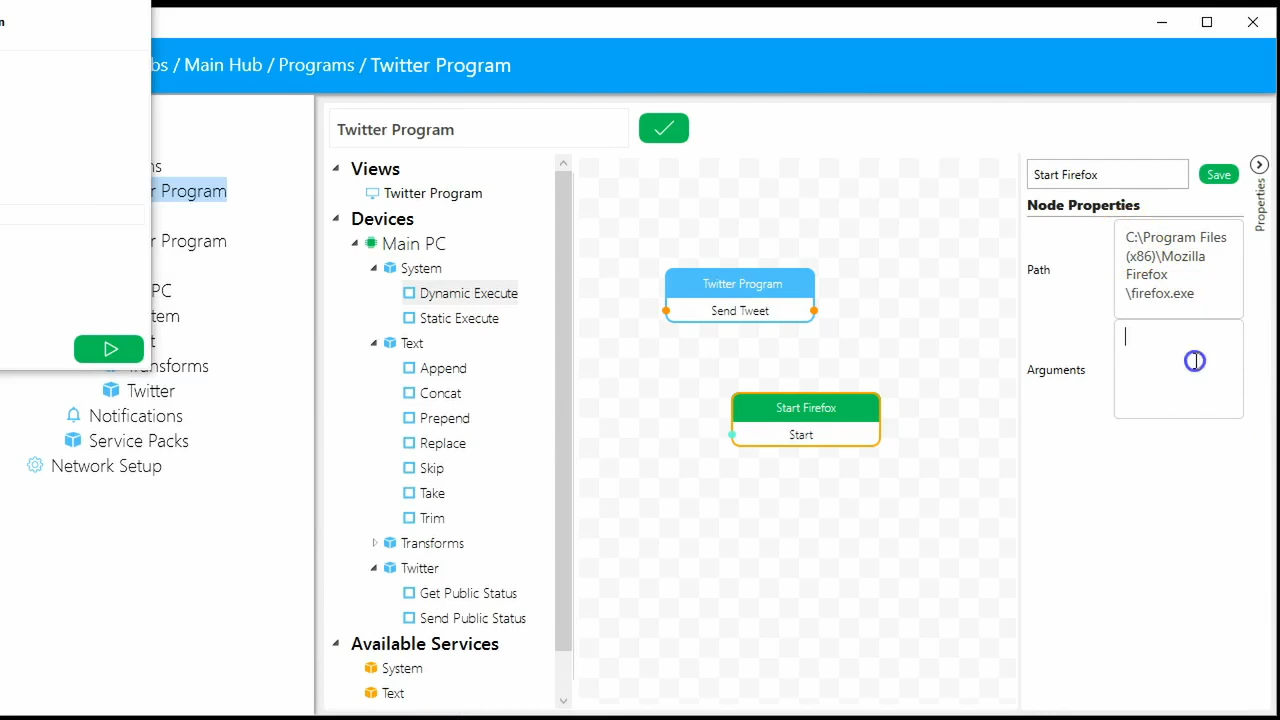 m
bs / Main Hub / Programs / Twitter Program
ns
r Program
r Program
PC
tem
t
Transforms
Twitter
Notifications
Service Packs
Network Setup
Twitter Program
Views
Twitter Program
Devices
Main PC
System
Dynamic Execute
Static Execute
Text
Append
Concat
Prepend
Replace
Skip
Take
Trim
Transforms
Twitter
Get Public Status
Send Public Status
Available Services
System
Text
Twitter Program
Send Tweet
Start Firefox
Start
Start Firefox
Save
Node Properties
Path
C:\Program Files
(x86)\Mozilla
Firefox
\firefox.exe
Arguments
Properties